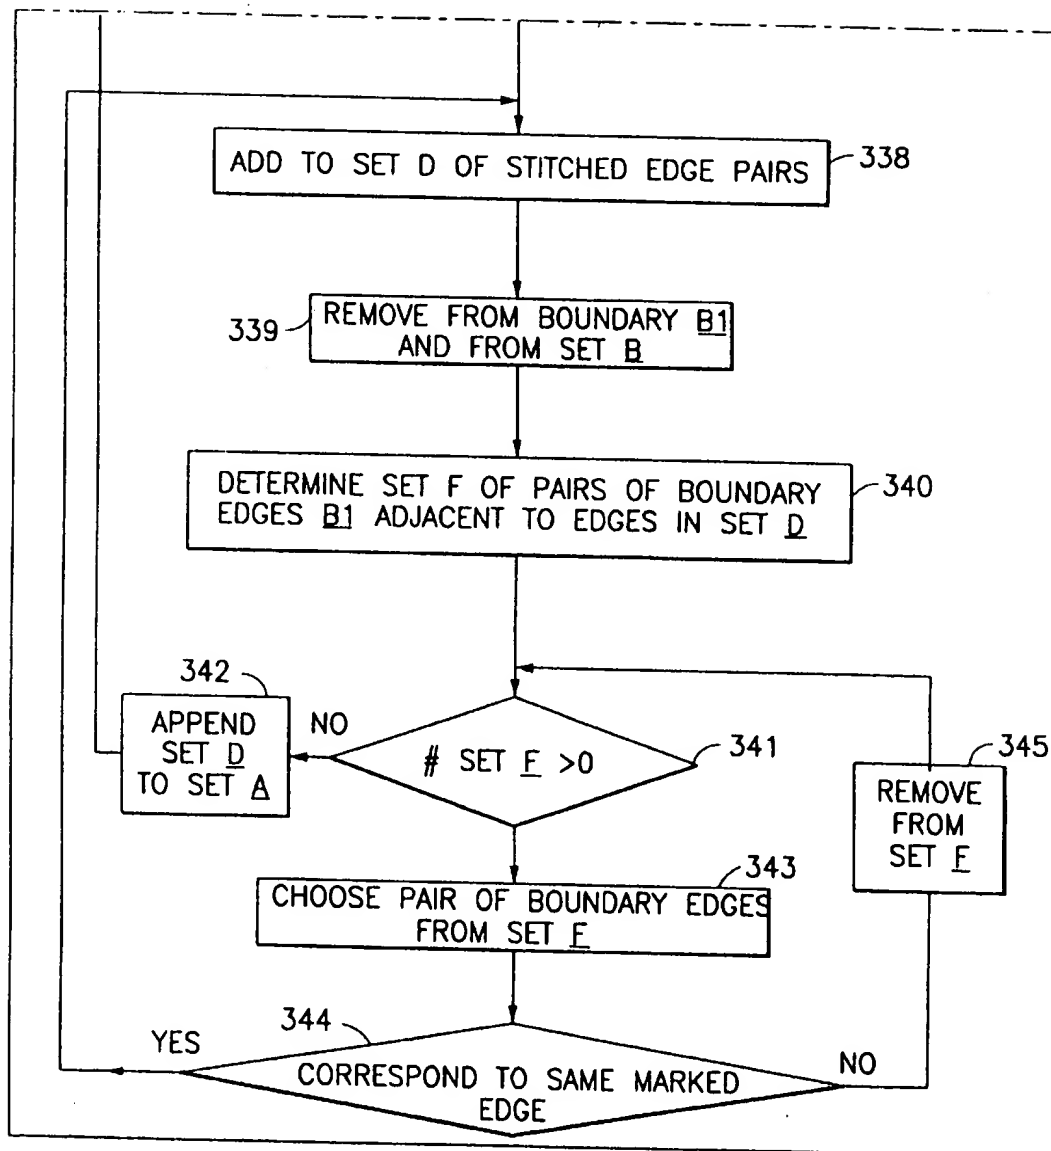 ADD TO SET D OF STITCHED EDGE PAIRS
338
339
REMOVE FROM BOUNDARY B1
AND FROM SET B
DETERMINE SET F OF PAIRS OF BOUNDARY
EDGES B1 ADJACENT TO EDGES IN SET D
340
342
APPEND
SET D
TO SET A
NO
# SET F >0
341
345
REMOVE
FROM
SET F
343
CHOOSE PAIR OF BOUNDARY EDGES
FROM SET F
344
YES
CORRESPOND TO SAME MARKED
EDGE
NO